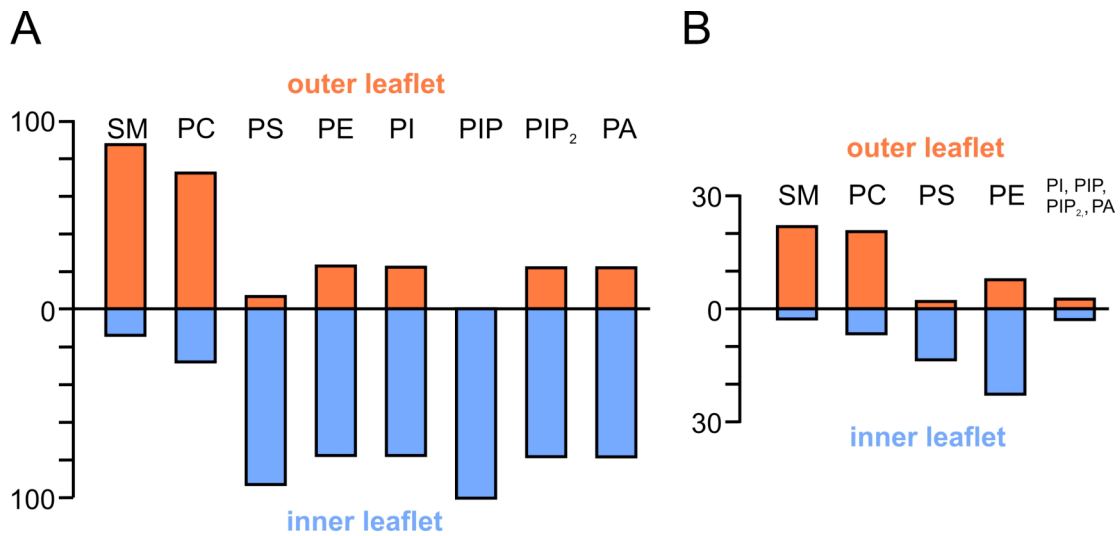 A
outer leaflet
100
SM PC PS PE PI PIP PIP₂ PA
0
100
inner leaflet
B
outer leaflet
30
SM PC PS PE PI, PIP,
PIP₂,, PA
0
30
inner leaflet